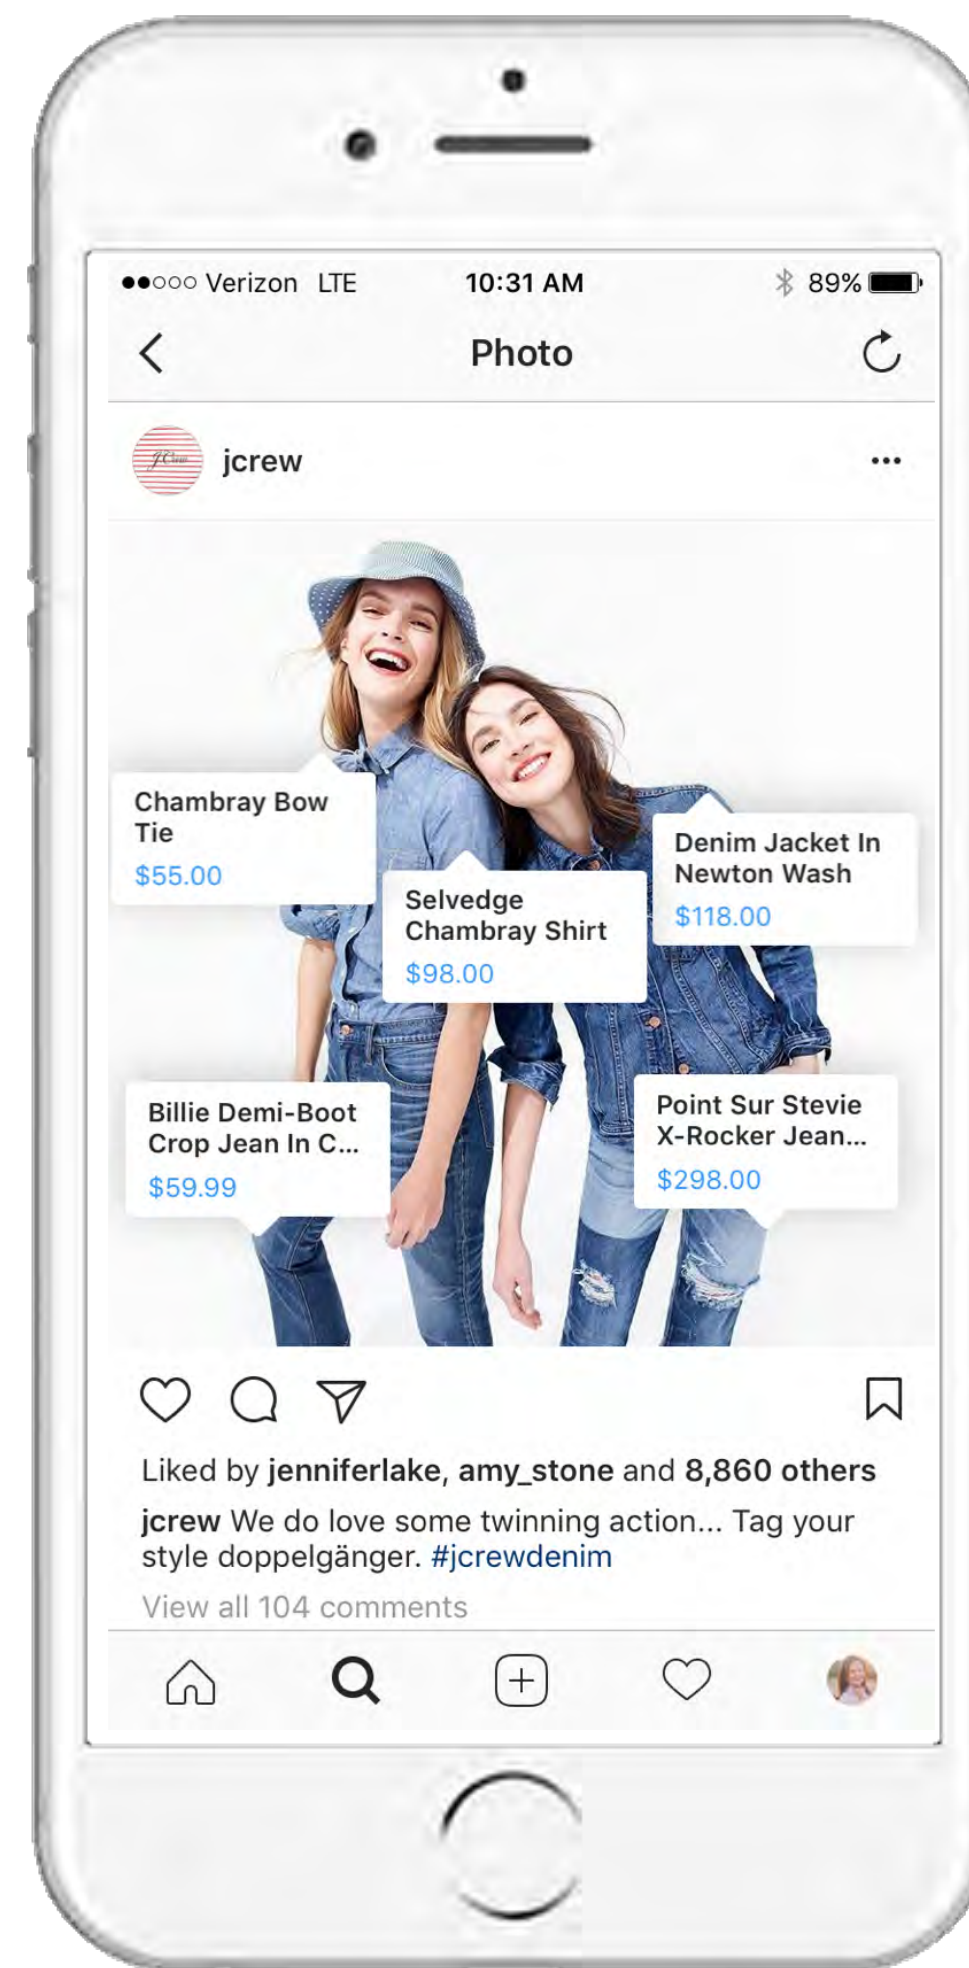 Verizon LTE 10:31 AM 89%
Photo
J.Crew
jcrew
Chambray Bow
Tie
$55.00
Selvedge
Chambray Shirt
$98.00
Denim Jacket In
Newton Wash
$118.00
Billie Demi-Boot
Crop Jean In C...
$59.99
Point Sur Stevie
X-Rocker Jean...
$298.00
Liked by jenniferlake, amy_stone and 8,860 others
jcrew We do love some twinning action... Tag your
style doppelgänger. #jcrewdenim
View all 104 comments